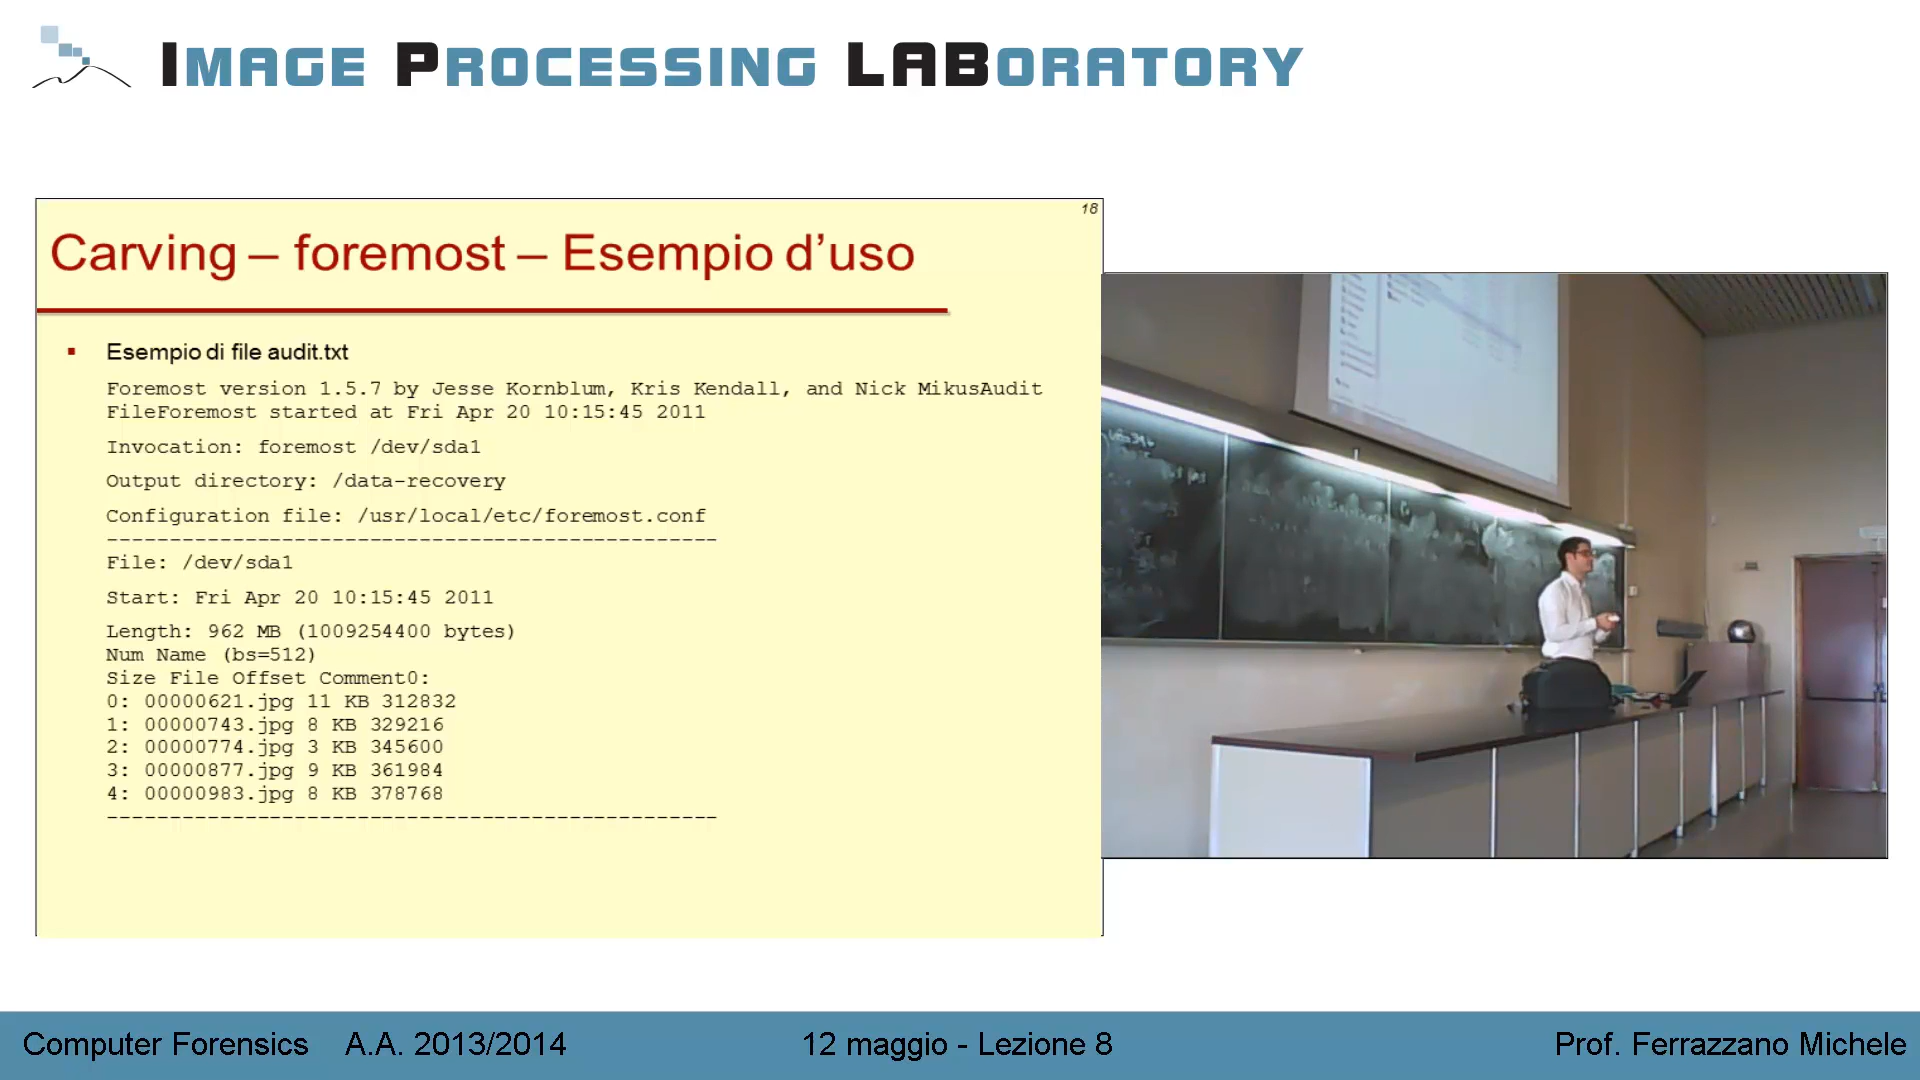 IMAGE PROCESSING LABORATORY
18
Carving – foremost – Esempio d’uso
▪ Esempio di file audit.txt
Foremost version 1.5.7 by Jesse Kornblum, Kris Kendall, and Nick MikusAudit
FileForemost started at Fri Apr 20 10:15:45 2011
Invocation: foremost /dev/sda1
Output directory: /data-recovery
Configuration file: /usr/local/etc/foremost.conf
-------------------------------------------------
File: /dev/sda1
Start: Fri Apr 20 10:15:45 2011
Length: 962 MB (1009254400 bytes)
Num Name (bs=512)
Size File Offset Comment0:
0: 00000621.jpg 11 KB 312832
1: 00000743.jpg 8 KB 329216
2: 00000774.jpg 3 KB 345600
3: 00000877.jpg 9 KB 361984
4: 00000983.jpg 8 KB 378768
-------------------------------------------------
Computer Forensics A.A. 2013/2014 12 maggio - Lezione 8 Prof. Ferrazzano Michele